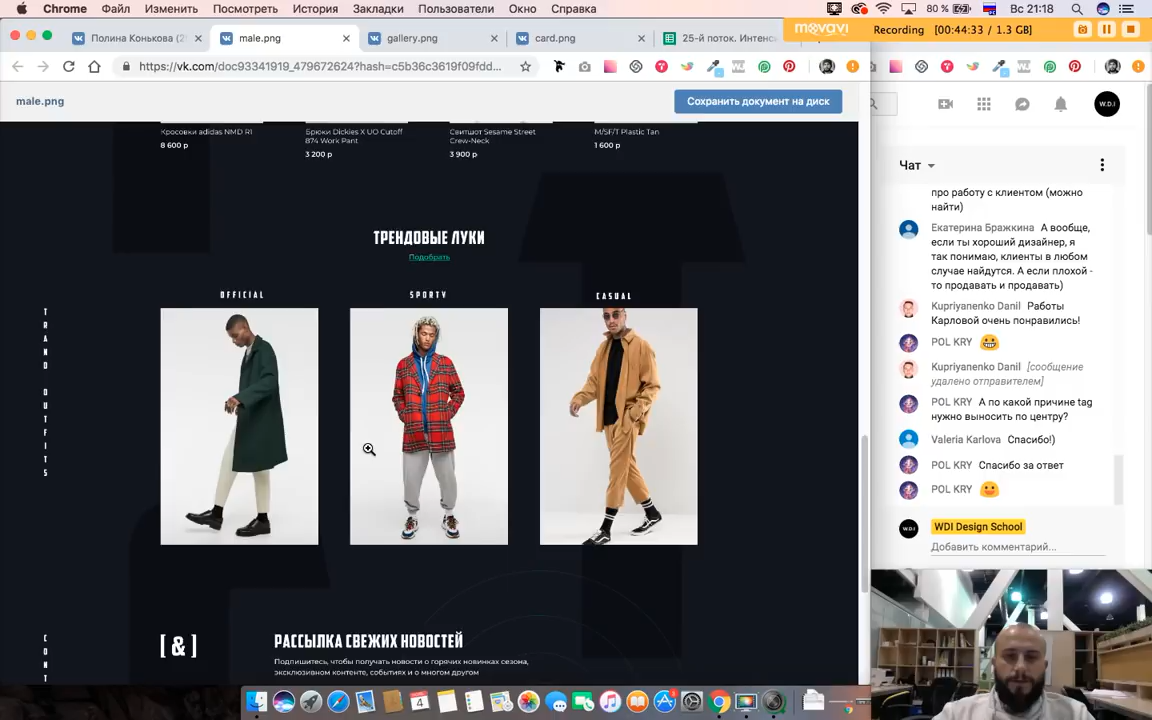 Chrome Файл Изменить Посмотреть История Закладки Пользователи Окно Справка
80 % Вс 21:18
Полина Конькова (2
male.png
gallery.png
card.png
25-й поток. Интенси
movavi
Recording [00:44:33 / 1.3 GB]
https://vk.com/doc93341919_479672624?hash=c5b36c3619f09fdd...
male.png
Сохранить документ на диск
Кросовки adidas NMD R1
8 600 р
Брюки Dickies X UO Cutoff
874 Work Pant
3 200 р
Свитшот Sesame Street
Crew-Neck
3 900 р
M/SF/T Plastic Tan
1 600 р
ТРЕНДОВЫЕ ЛУКИ
Подобрать
OFFICIAL
SPORTY
CASUAL
TRAND OUTFITS
CONT
[&]
РАССЫЛКА СВЕЖИХ НОВОСТЕЙ
Подпишитесь, чтобы получать новости о горячих новинках сезона,
эксклюзивном контенте, событиях и о многом другом
W.D.I
Чат
про работу с клиентом (можно
найти)
Екатерина Бражкина А вообще,
если ты хороший дизайнер, я
так понимаю, клиенты в любом
случае найдутся. А если плохой -
то продавать и продавать)
Kupriyanenko Danil Работы
Карловой очень понравились!
POL KRY
Kupriyanenko Danil [сообщение
удалено отправителем]
POL KRY А по какой причине tag
нужно выносить по центру?
Valeria Karlova Спасибо!)
POL KRY Спасибо за ответ
POL KRY
W.D.I
WDI Design School
Добавить комментарий...